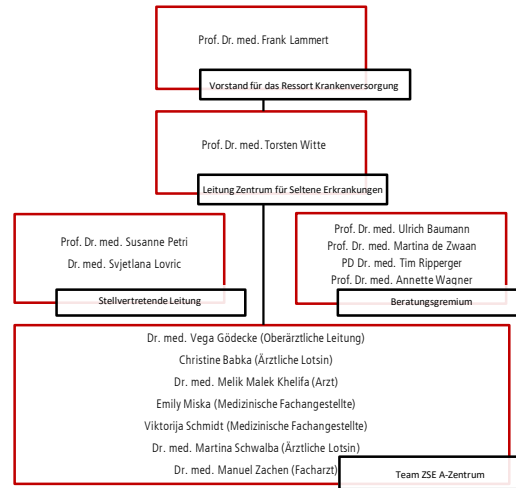 Prof. Dr. med. Frank Lammert
Vorstand für das Ressort Krankenversorgung
Prof. Dr. med. Torsten Witte
Leitung Zentrum für Seltene Erkrankungen
Prof. Dr. med. Susanne Petri
Dr. med. Svjetlana Lovric
Stellvertretende Leitung
Prof. Dr. med. Ulrich Baumann
Prof. Dr. med. Martina de Zwaan
PD Dr. med. Tim Ripperger
Prof. Dr. med. Annette Wagner
Beratungsgremium
Dr. med. Vega Gödecke (Oberärztliche Leitung)
Christine Babka (Ärztliche Lotsin)
Dr. med. Melik Malek Khelifa (Arzt)
Emily Miska (Medizinische Fachangestellte)
Viktorija Schmidt (Medizinische Fachangestellte)
Dr. med. Martina Schwalba (Ärztliche Lotsin)
Dr. med. Manuel Zachen (Facharzt)
Team ZSE A-Zentrum